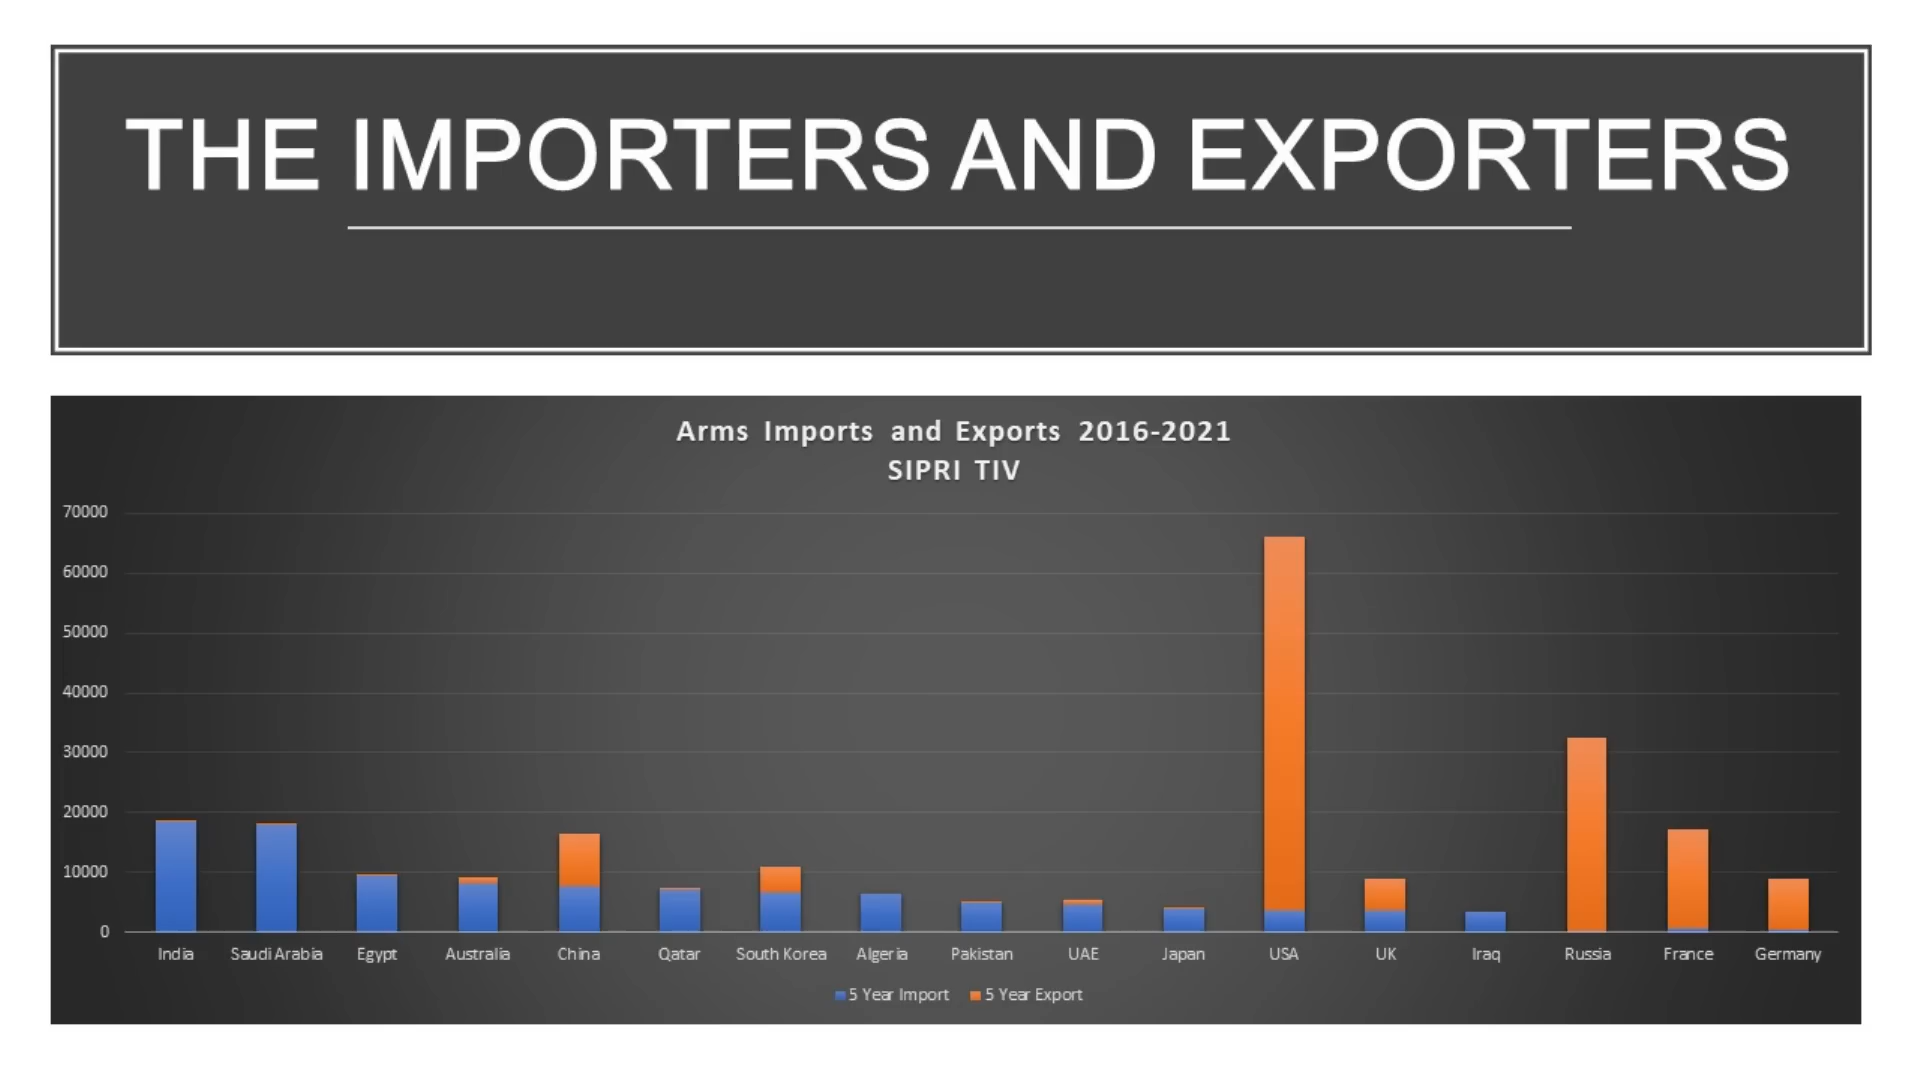 THE IMPORTERS AND EXPORTERS
Arms Imports and Exports 2016-2021
SIPRI TIV
70000
60000
50000
40000
30000
20000
10000
0
India Saudi Arabia Egypt Australia China Qatar South Korea Algeria Pakistan UAE Japan USA UK Iraq Russia France Germany
5 Year Import 5 Year Export